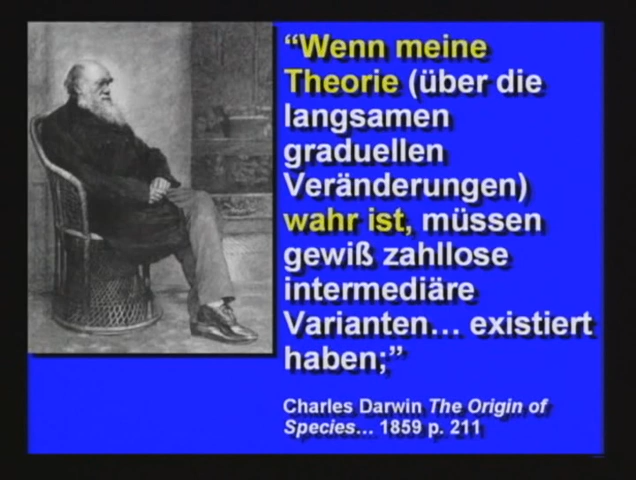 “Wenn meine
Theorie (über die
langsamen
graduellen
Veränderungen)
wahr ist, müssen
gewiß zahllose
intermediäre
Varianten... existiert
haben;”
Charles Darwin The Origin of
Species... 1859 p. 211